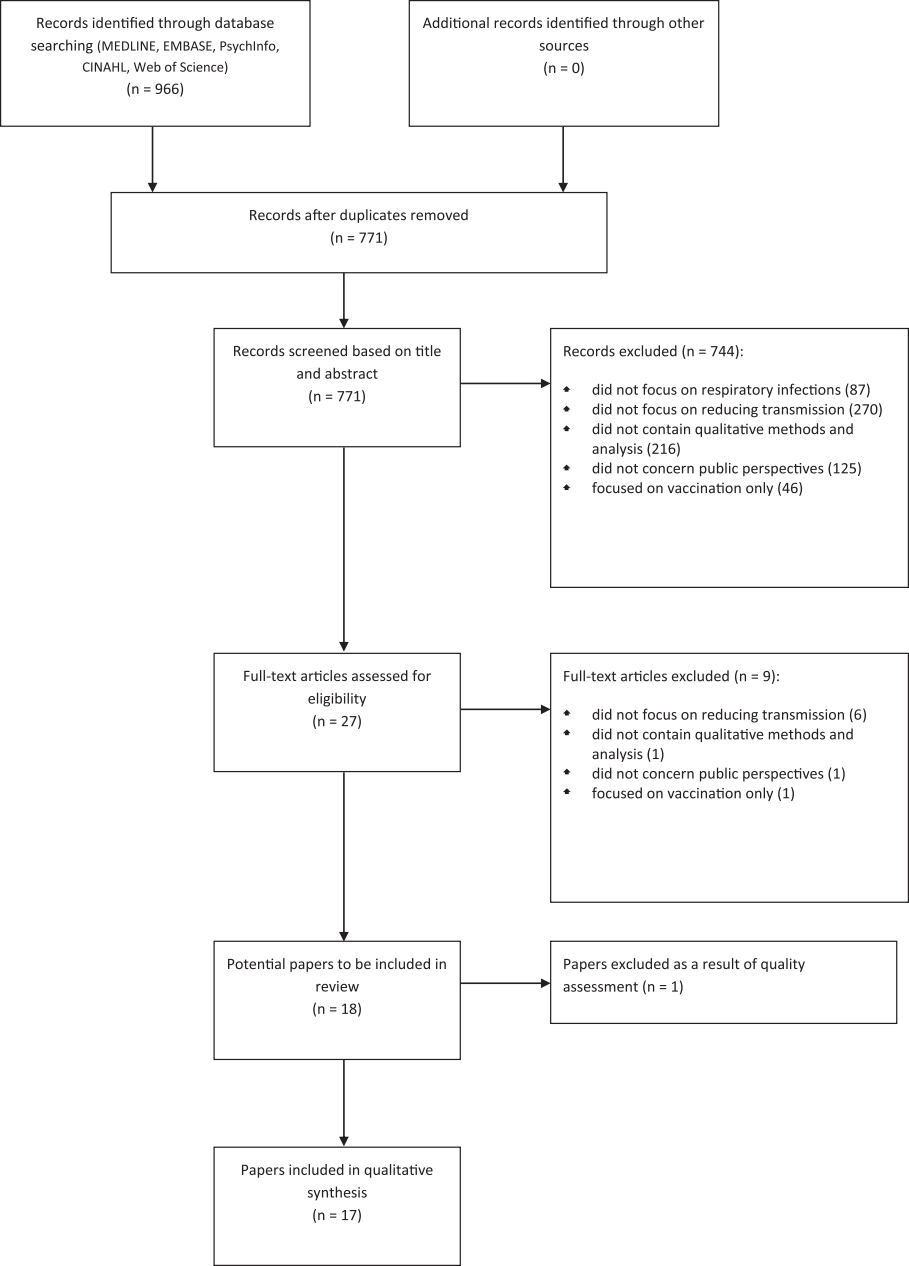 Records identified through database
searching (MEDLINE, EMBASE, PsychInfo,
CINAHL, Web of Science)
(n = 966)
Additional records identified through other
sources
(n = 0)
Records after duplicates removed
(n = 771)
Records screened based on title
and abstract
(n = 771)
Records excluded (n = 744):
did not focus on respiratory infections (87)
did not focus on reducing transmission (270)
did not contain qualitative methods and
analysis (216)
did not concern public perspectives (125)
focused on vaccination only (46)
Full-text articles assessed for
eligibility
(n = 27)
Full-text articles excluded (n = 9):
did not focus on reducing transmission (6)
did not contain qualitative methods and
analysis (1)
did not concern public perspectives (1)
focused on vaccination only (1)
Potential papers to be included in
review
(n = 18)
Papers excluded as a result of quality
assessment (n = 1)
Papers included in qualitative
synthesis
(n = 17)